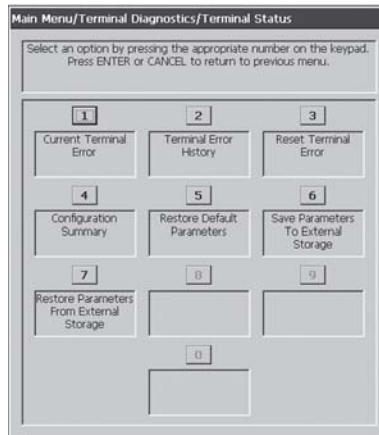 Main Menu/Terminal Diagnostics/Terminal Status
Select an option by pressing the appropriate
number on the keypad.
Press ENTER or CANCEL to return to
previous menu.
1
2
3
Current Terminal
Error
Terminal Error
History
Reset Terminal
Error
4
5
6
Configuration
Summary
Restore Default
Parameters
Save Parameters
To External
Storage
7
8
9
Restore Parameters
From External
Storage
0